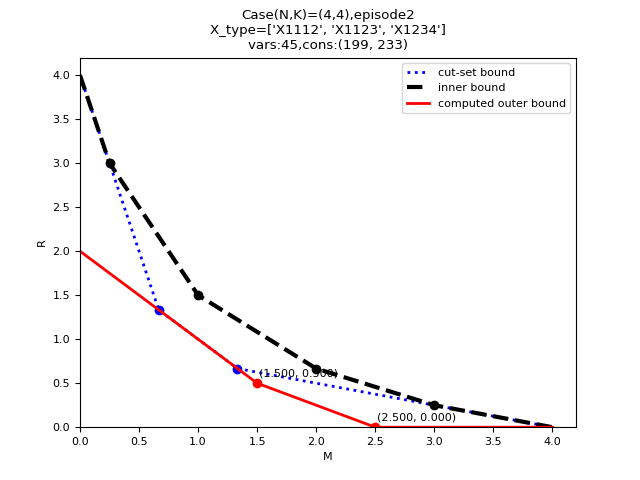 Case(N,K)=(4,4),episode2
X_type=['X1112', 'X1123', 'X1234']
vars:45,cons:(199, 233)
cut-set bound
inner bound
computed outer bound
4.0
3.5
3.0
2.5
2.0
1.5
1.0
0.5
0.0
R
(1.500, 0.500)
(2.500, 0.000)
0.0 0.5 1.0 1.5 2.0 2.5 3.0 3.5 4.0
M